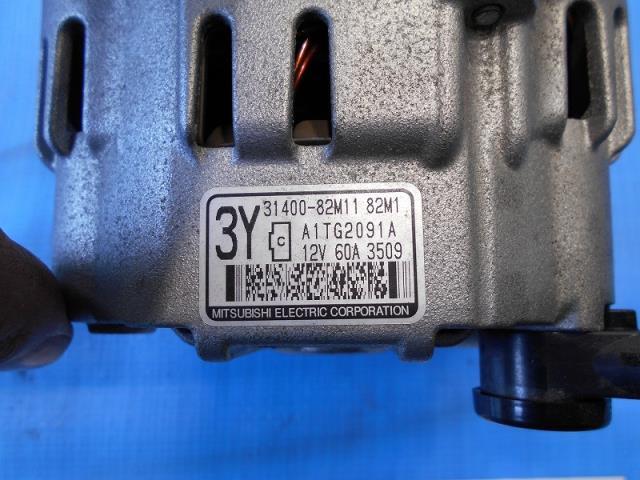 3Y 31400-82M11 82M1
C A1TG2091A
12V 60A 3509
MITSUBISHI ELECTRIC CORPORATION